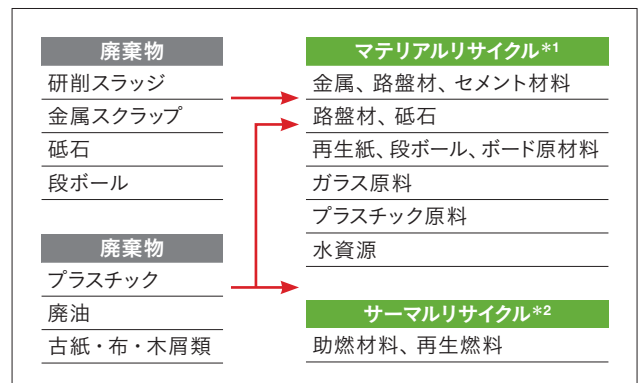 廃棄物
研削スラッジ
金属スクラップ
砥石
段ボール
廃棄物
プラスチック
廃油
古紙・布・木屑類
マテリアルリサイクル*1
金属、路盤材、セメント材料
路盤材、砥石
再生紙、段ボール、ボード原材料
ガラス原料
プラスチック原料
水資源
サーマルリサイクル*2
助燃材料、再生燃料